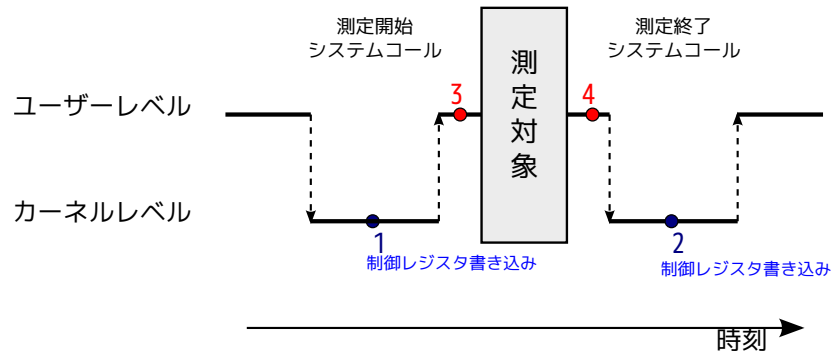 測定開始
システムコール
測定終了
システムコール
測定対象
3
4
ユーザーレベル
カーネルレベル
1
制御レジスタ書き込み
2
制御レジスタ書き込み
時刻